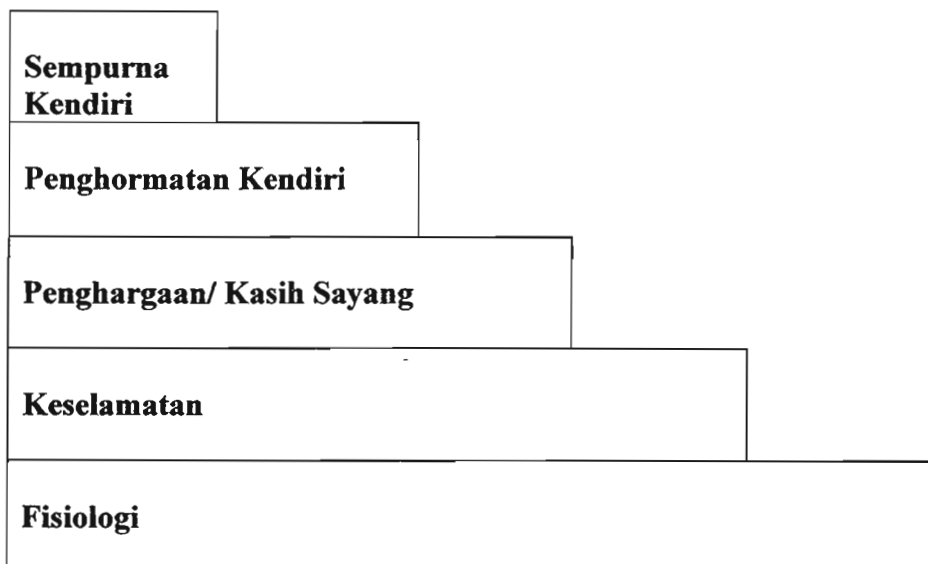 Sempurna
Kendiri
Penghormatan Kendiri
Penghargaan/ Kasih Sayang
Keselamatan
Fisiologi